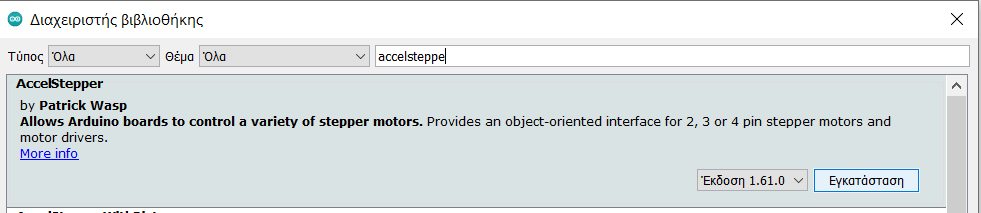 Διαχειριστής βιβλιοθήκης
Τύπος Όλα Θέμα Όλα accelsteppe
AccelStepper
by Patrick Wasp
Allows Arduino boards to control a variety of stepper motors. Provides an object-oriented interface for 2, 3 or 4 pin stepper motors and
motor drivers.
More info
Έκδοση 1.61.0 Εγκατάσταση